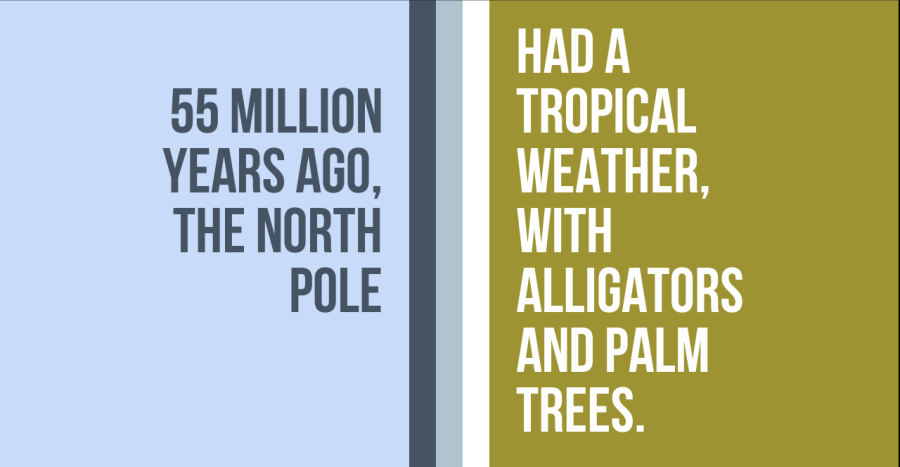 55 MILLION
YEARS AGO,
THE NORTH
POLE
HAD A
TROPICAL
WEATHER,
WITH
ALLIGATORS
AND PALM
TREES.